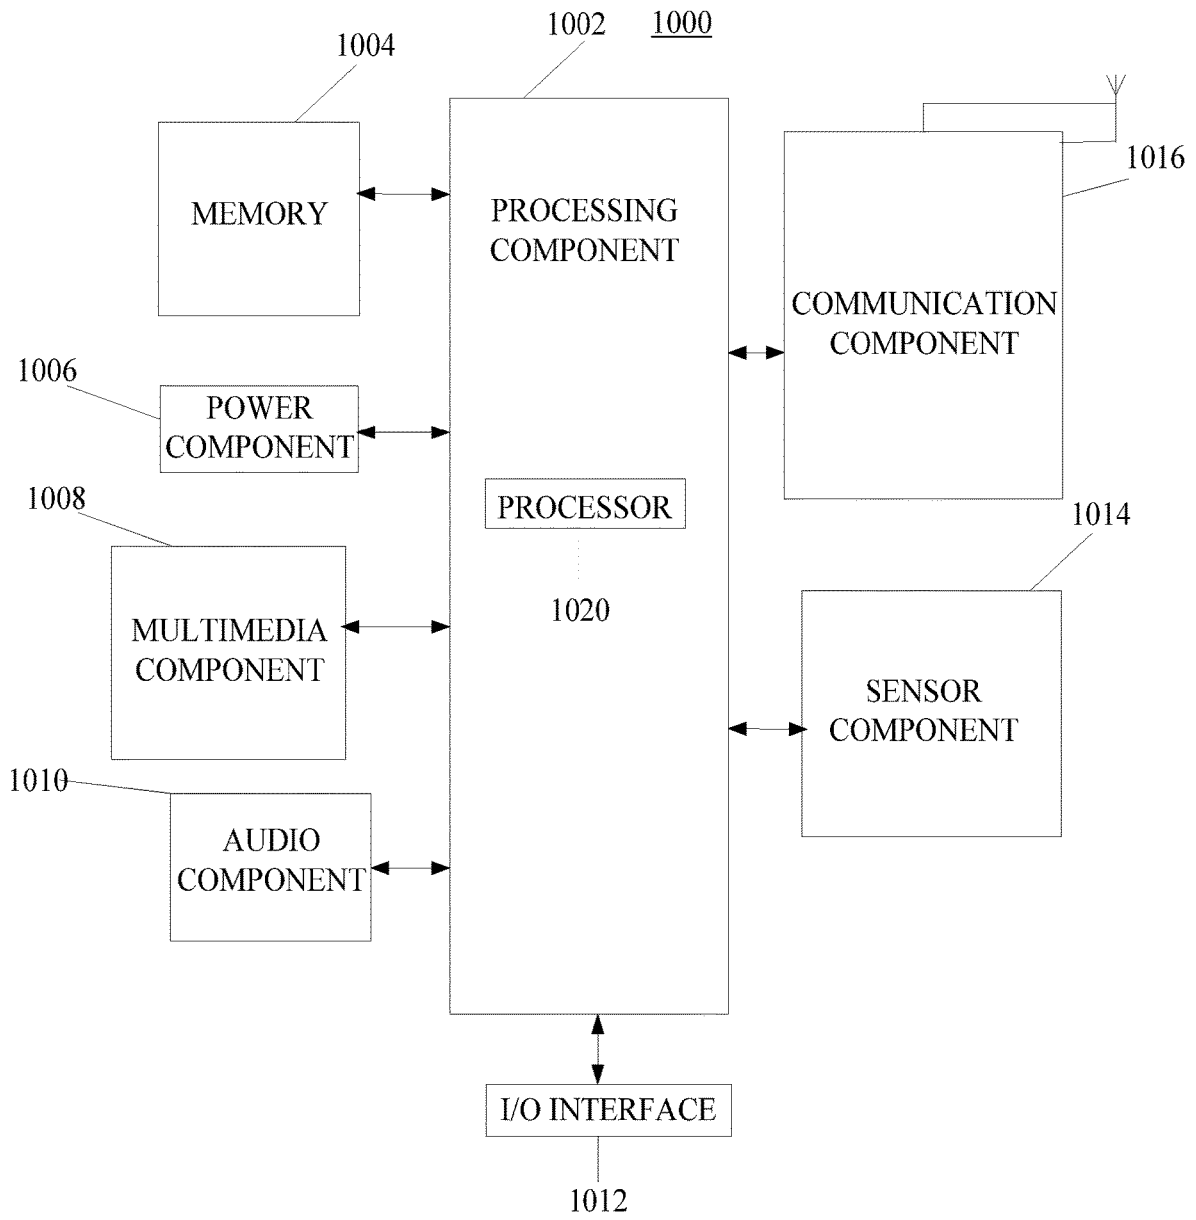 1002
1000
1004
1016
MEMORY
PROCESSING
COMPONENT
COMMUNICATION
COMPONENT
1006
POWER
COMPONENT
1008
PROCESSOR
1014
1020
MULTIMEDIA
COMPONENT
SENSOR
COMPONENT
1010
AUDIO
COMPONENT
I/O INTERFACE
1012